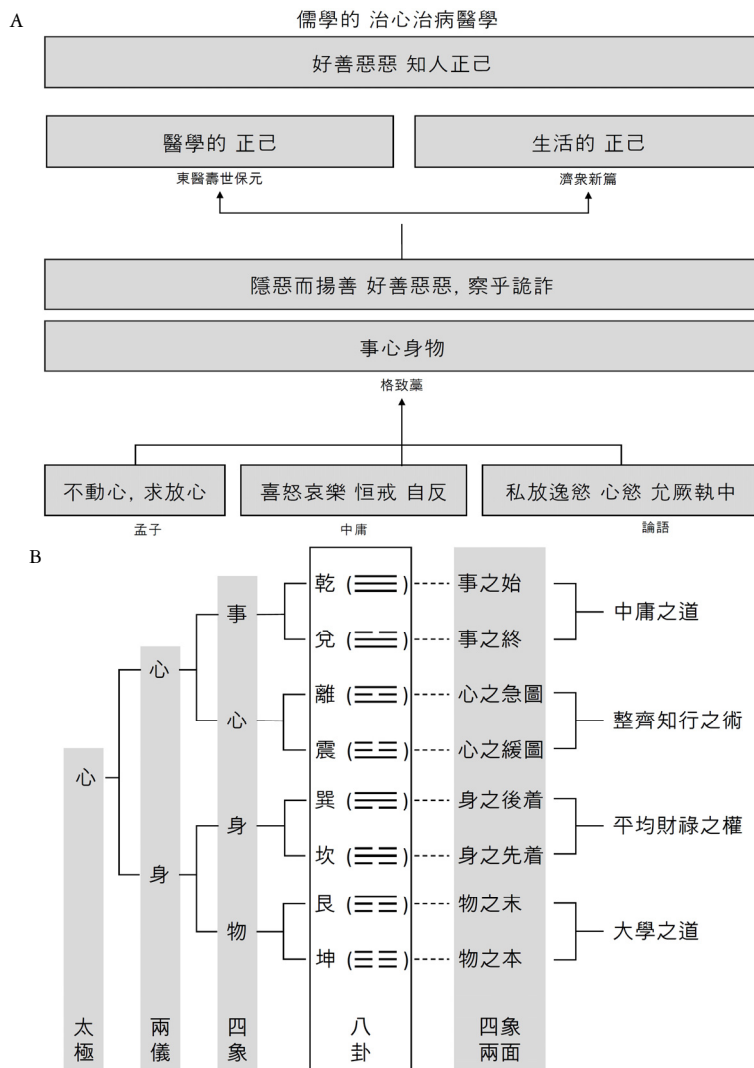 A
儒學的 治心治病醫學
好善惡惡 知人正己
醫學的 正己
生活的 正己
東醫壽世保元
濟衆新篇
隱惡而揚善 好善惡惡, 察乎詭詐
事心身物
格致藁
不動心, 求放心
喜怒哀樂 恒戒 自反
私放逸慾 心慾 允厥執中
孟子
中庸
論語
B
心
心
身
事
心
身
物
乾 (☰)
兌 (☱)
離 (☲)
震 (☳)
巽 (☴)
坎 (☵)
艮 (☶)
坤 (☷)
事之始
事之終
心之急圖
心之緩圖
身之後着
身之先着
物之末
物之本
中庸之道
整齊知行之術
平均財祿之權
大學之道
太極
兩儀
四象
八卦
四象
兩面